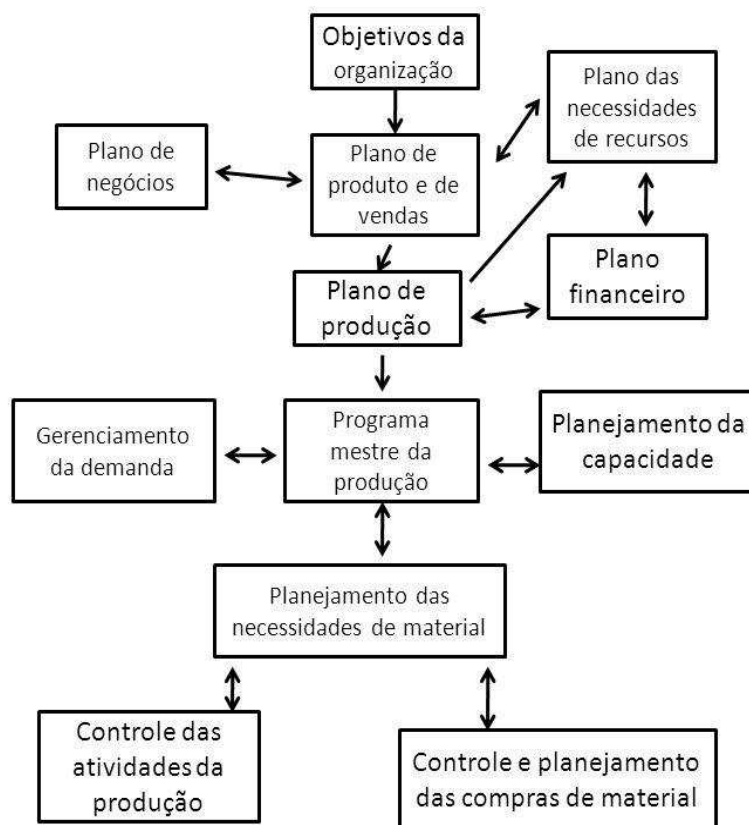 Objetivos da
organização
Plano das
necessidades
de recursos
Plano de
negócios
Plano de
produto e de
vendas
Plano
financeiro
Plano de
produção
Gerenciamento
da demanda
Programa
mestre da
produção
Planejamento da
capacidade
Planejamento das
necessidades de material
Controle das
atividades da
produção
Controle e planejamento
das compras de material